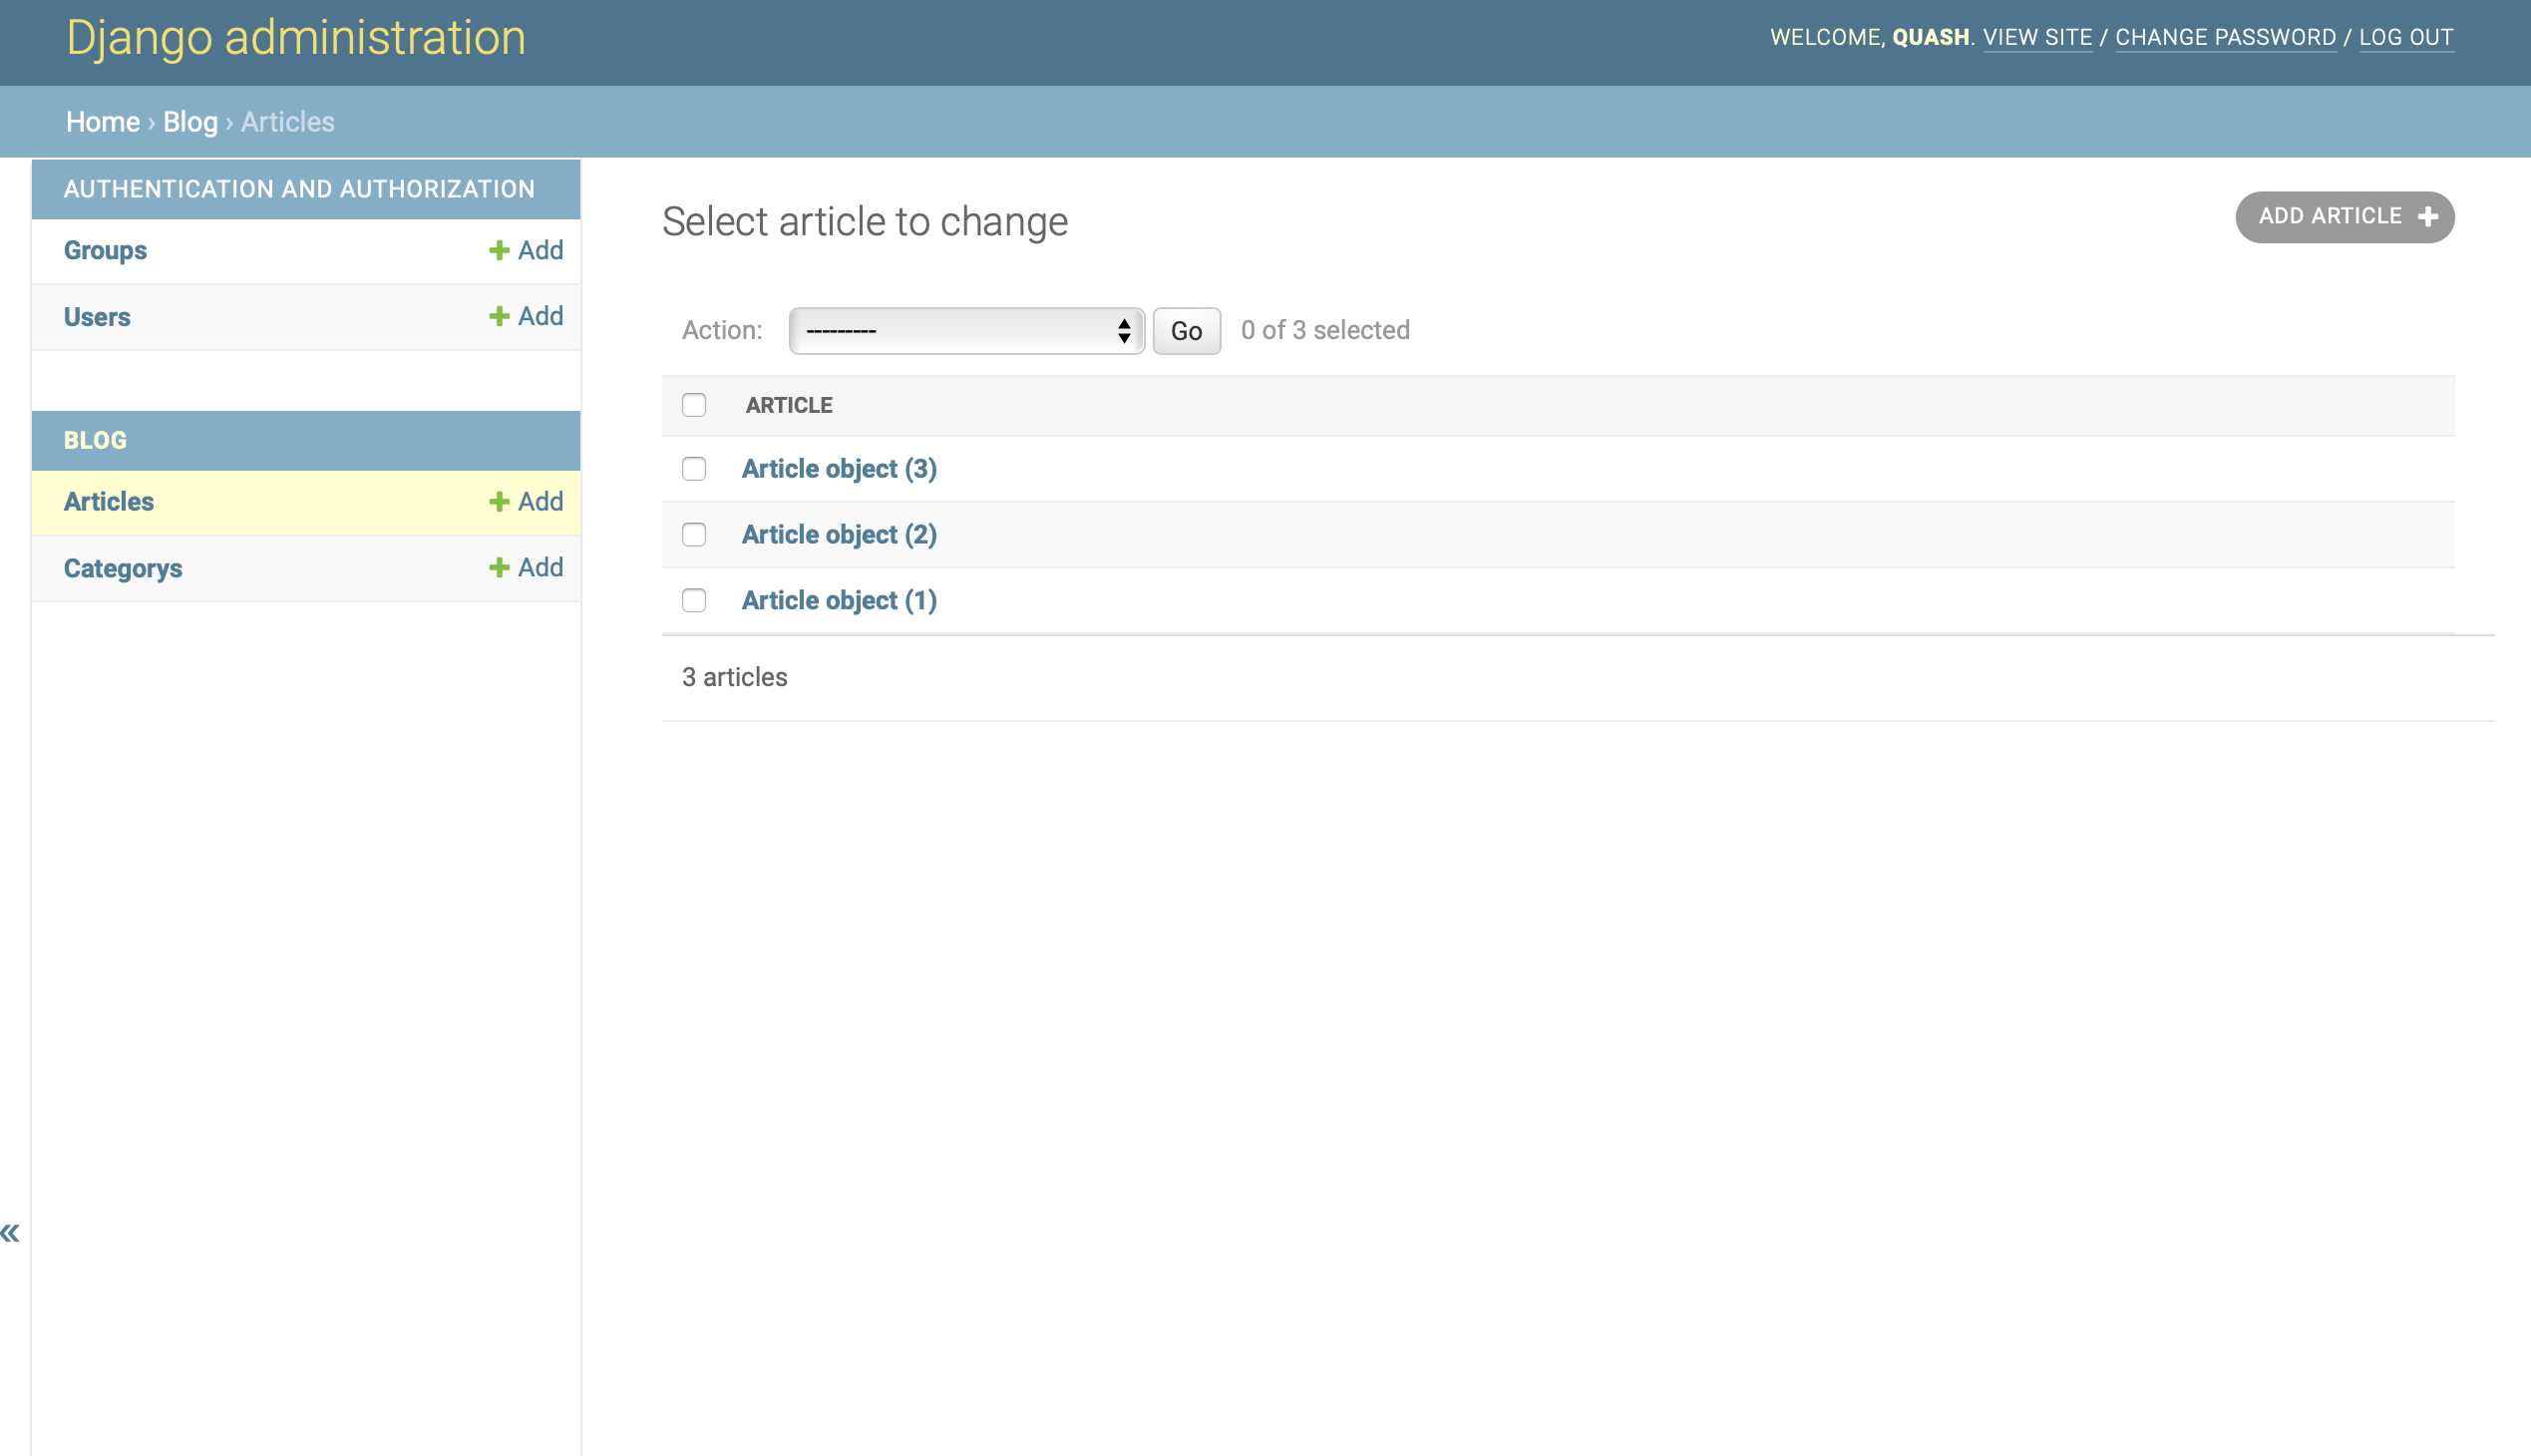 Django administration
WELCOME, QUASH. VIEW SITE / CHANGE PASSWORD / LOG OUT
Home › Blog › Articles
AUTHENTICATION AND AUTHORIZATION
Groups + Add
Users + Add
BLOG
Articles + Add
Categorys + Add
«
Select article to change
ADD ARTICLE +
Action: --------- Go 0 of 3 selected
ARTICLE
Article object (3)
Article object (2)
Article object (1)
3 articles